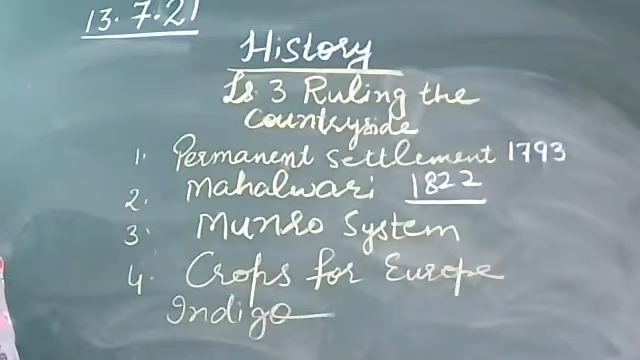 13.7.21
History
Ls 3 Ruling the
Countryside
1. Permanent Settlement 1793
2. Mahalwari 1822
3. Munro System
4. Crops for Europe
Indigo